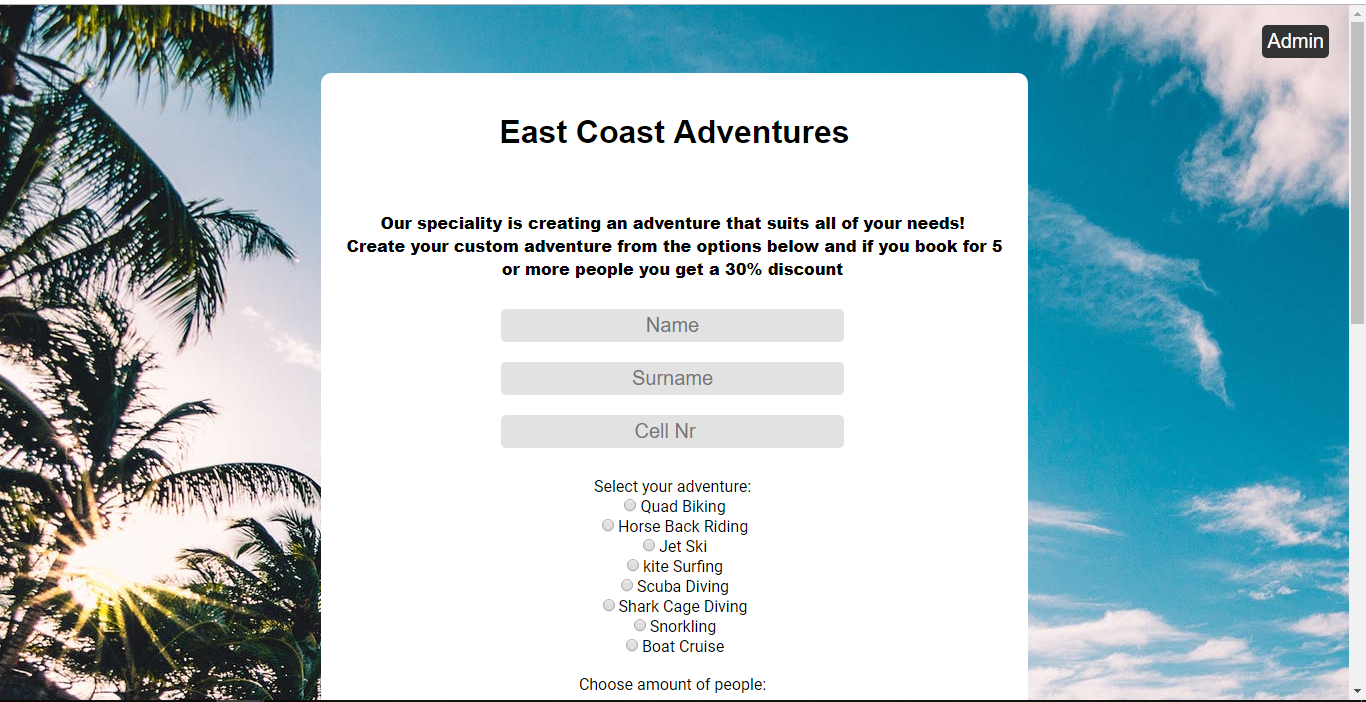 Admin
East Coast Adventures
Our speciality is creating an adventure that suits all of your needs!
Create your custom adventure from the options below and if you book for 5
or more people you get a 30% discount
Name
Surname
Cell Nr
Select your adventure:
Quad Biking
Horse Back Riding
Jet Ski
kite Surfing
Scuba Diving
Shark Cage Diving
Snorkling
Boat Cruise
Choose amount of people: